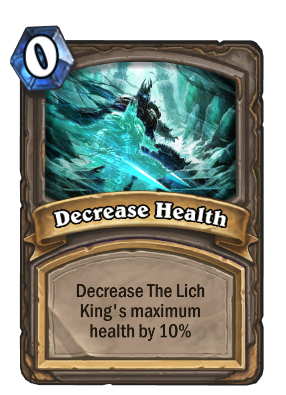 0
Decrease Health
Decrease The Lich
King's maximum
health by 10%